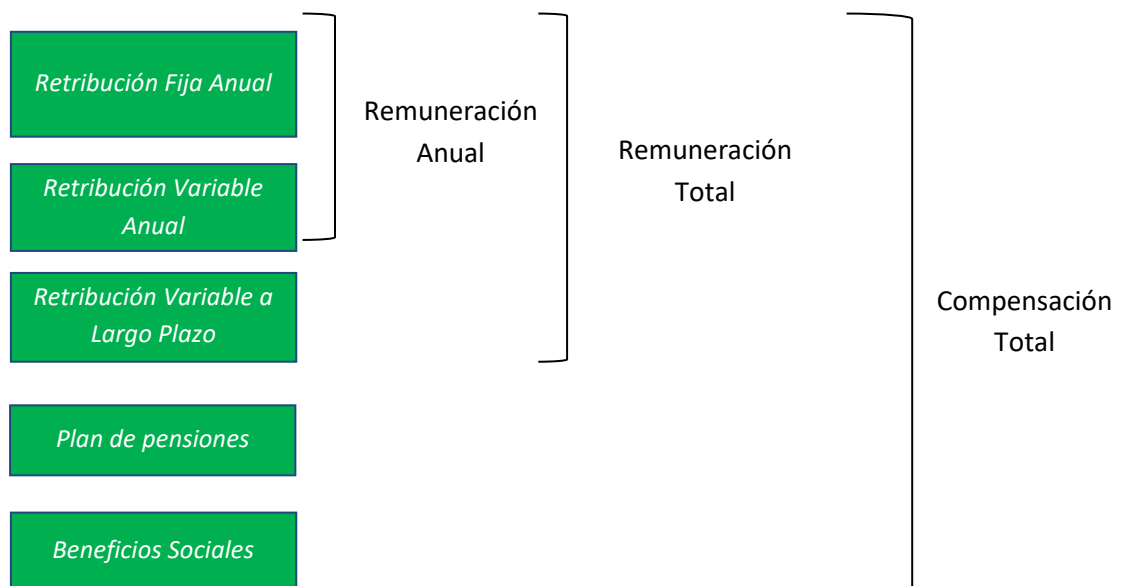 Retribución Fija Anual
Retribución Variable
Anual
Retribución Variable a
Largo Plazo
Plan de pensiones
Beneficios Sociales
Remuneración
Anual
Remuneración
Total
Compensación
Total